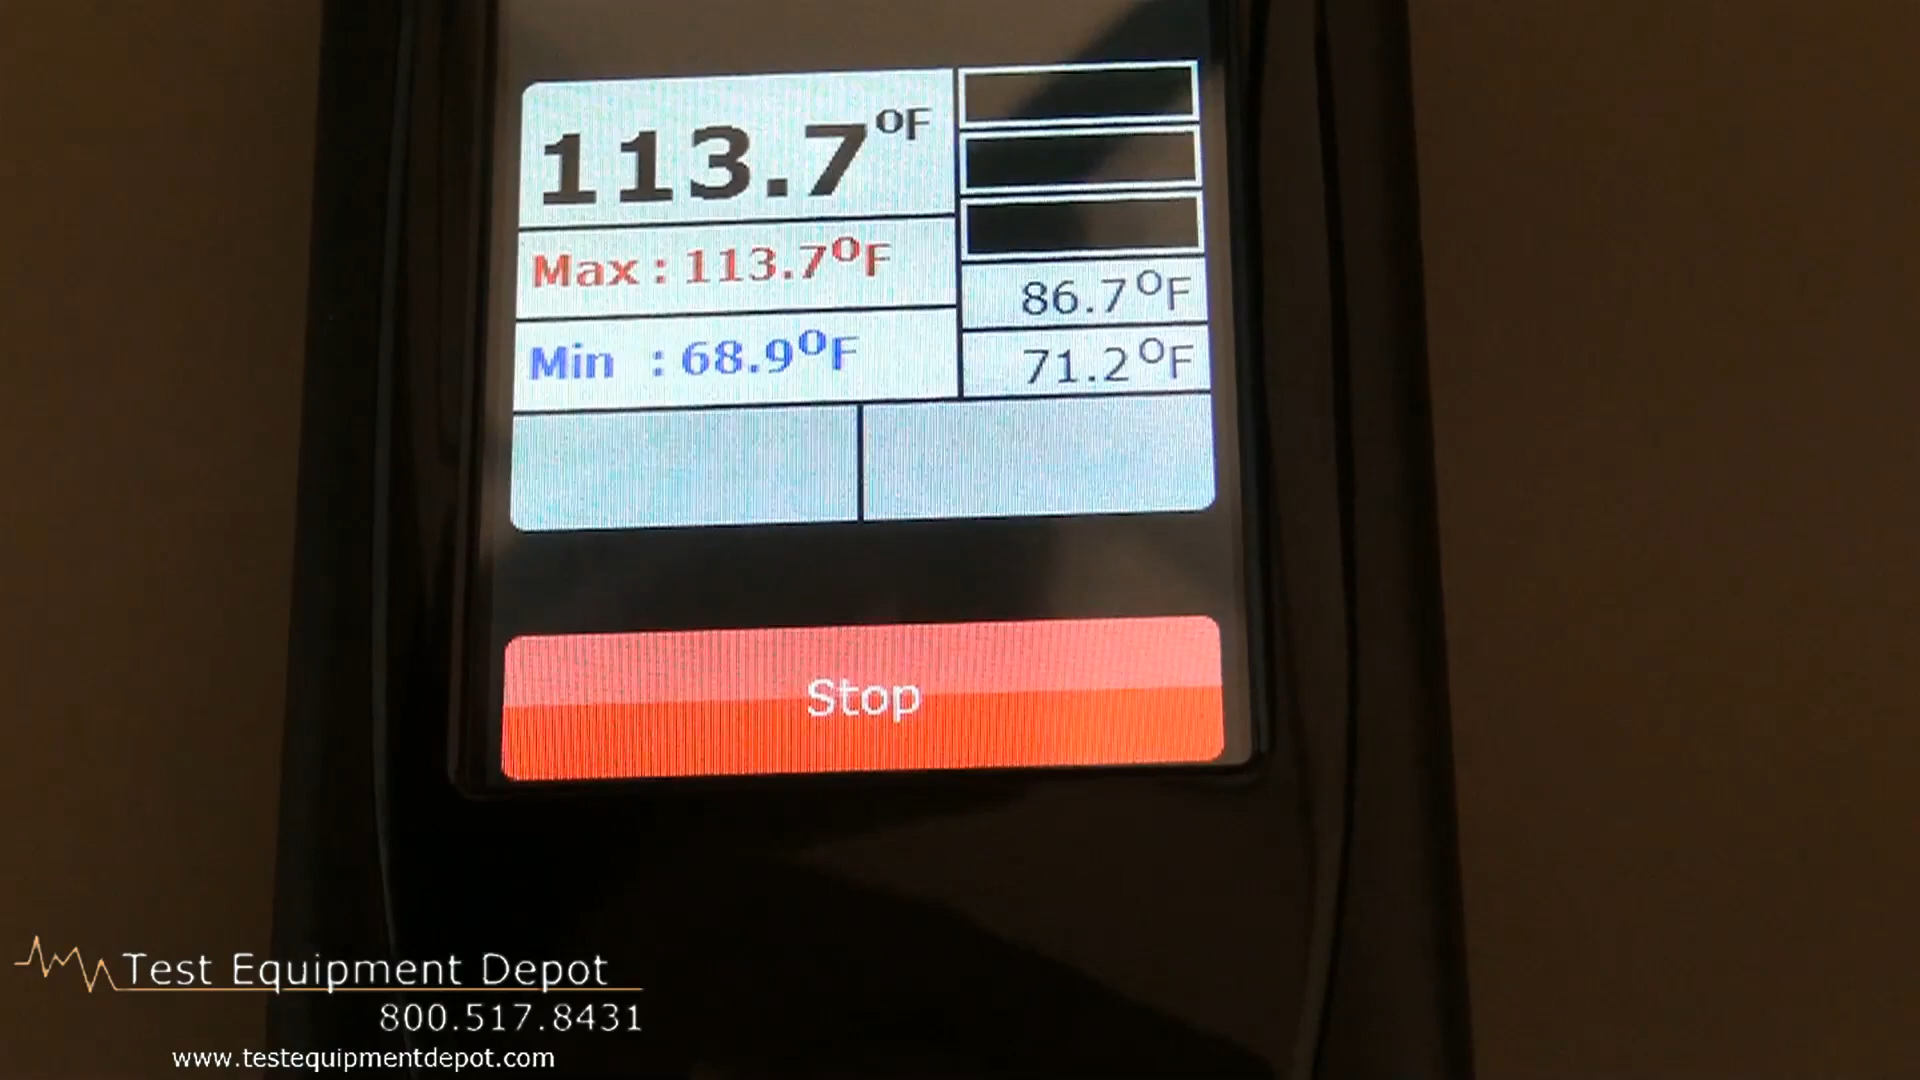 113.7°F
Max : 113.7°F
Min : 68.9°F
86.7°F
71.2°F
Stop
Test Equipment Depot
800.517.8431
www.testequipmentdepot.com